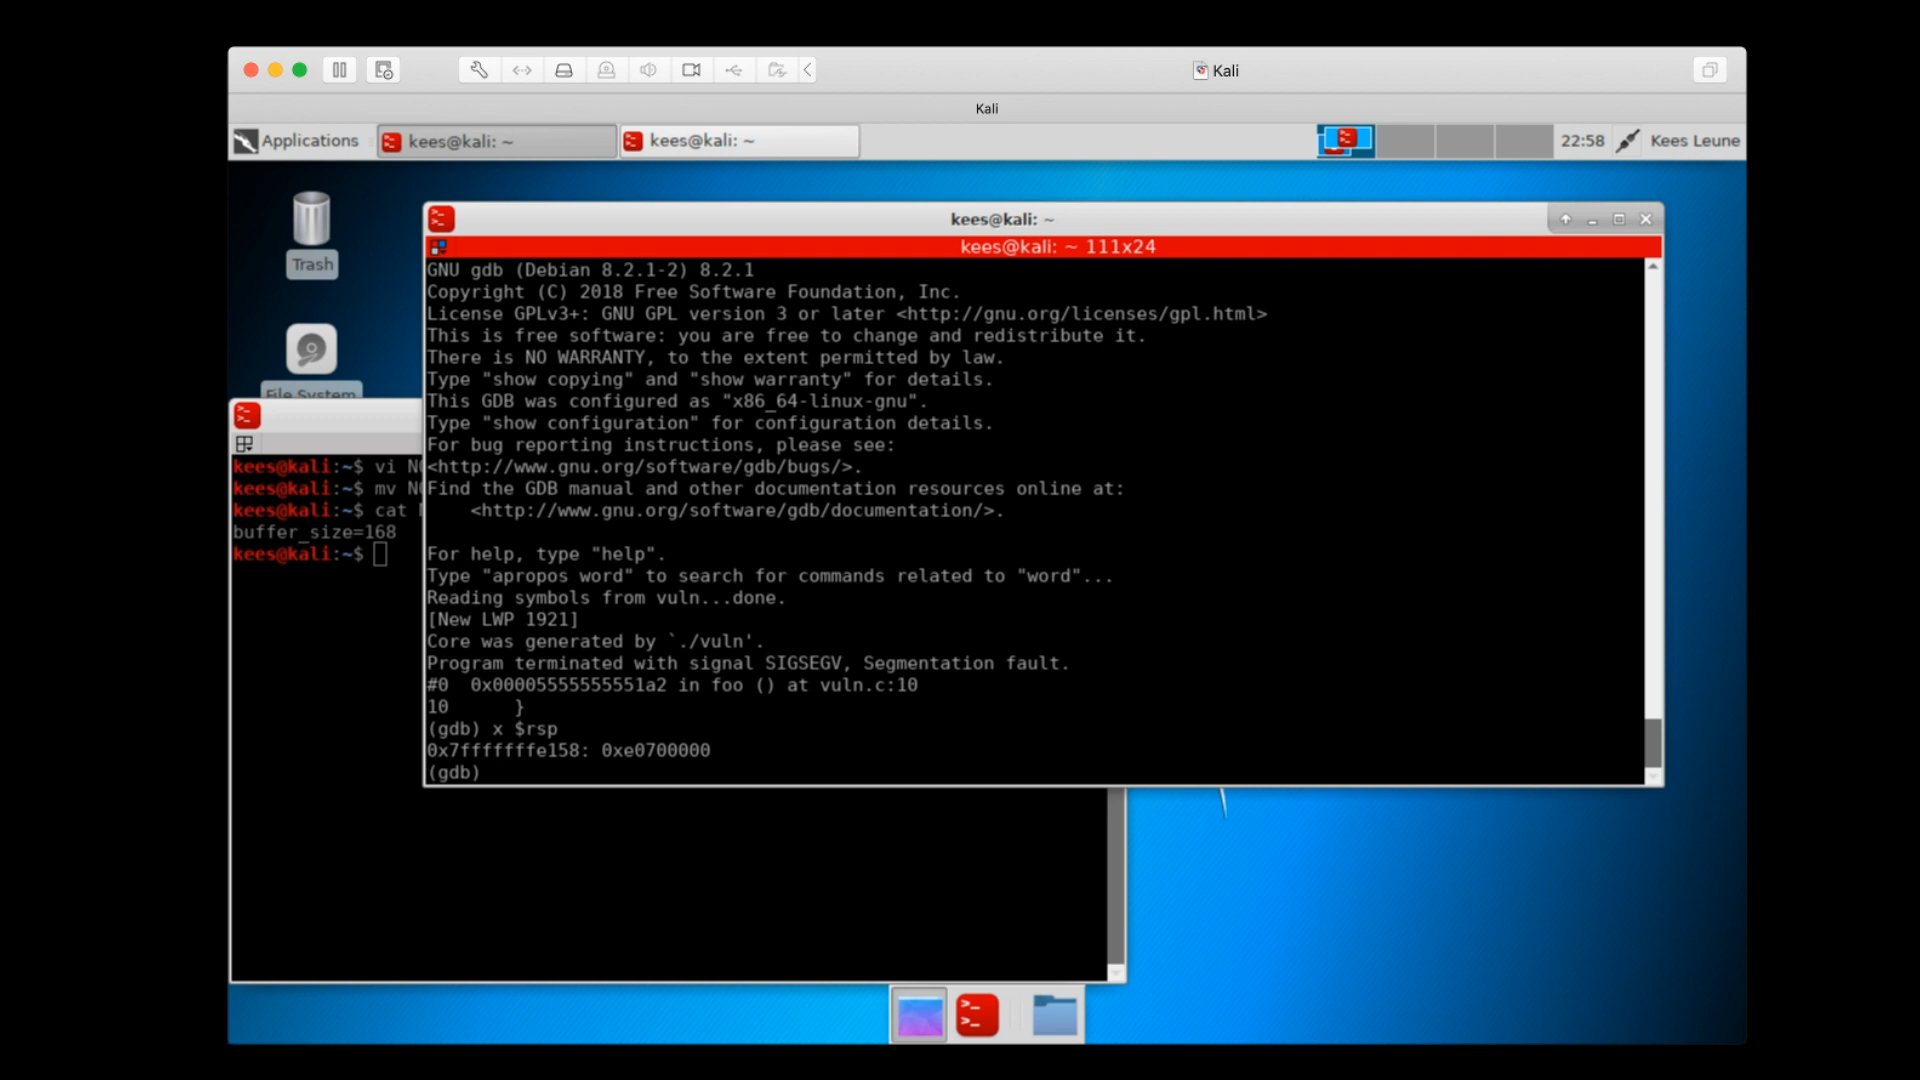 Kali
Kali
Applications
kees@kali: ~
kees@kali: ~
22:58
Kees Leune
Trash
File System
kees@kali: ~
kees@kali: ~ 111x24
GNU gdb (Debian 8.2.1-2) 8.2.1
Copyright (C) 2018 Free Software Foundation, Inc.
License GPLv3+: GNU GPL version 3 or later <http://gnu.org/licenses/gpl.html>
This is free software: you are free to change and redistribute it.
There is NO WARRANTY, to the extent permitted by law.
Type "show copying" and "show warranty" for details.
This GDB was configured as "x86_64-linux-gnu".
Type "show configuration" for configuration details.
For bug reporting instructions, please see:
<http://www.gnu.org/software/gdb/bugs/>.
Find the GDB manual and other documentation resources online at:
<http://www.gnu.org/software/gdb/documentation/>.
For help, type "help".
Type "apropos word" to search for commands related to "word"...
Reading symbols from vuln...done.
[New LWP 1921]
Core was generated by `./vuln'.
Program terminated with signal SIGSEGV, Segmentation fault.
#0  0x00005555555551a2 in foo () at vuln.c:10
10      }
(gdb) x $rsp
0x7fffffffe158: 0xe0700000
(gdb)
kees@kali:~$ vi
kees@kali:~$ mv
kees@kali:~$ cat
buffer_size=168
kees@kali:~$